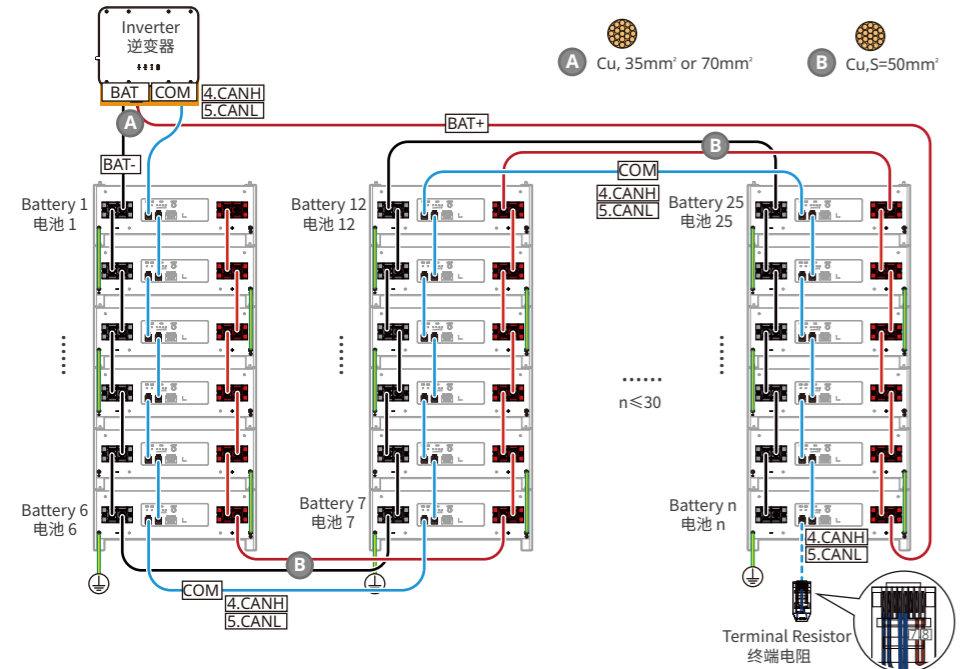 Inverter
逆变器
BAT
COM
4.CANH
5.CANL
A
Cu, 35mm² or 70mm²
B
Cu,S=50mm²
A
BAT+
BAT-
B
COM
4.CANH
5.CANL
Battery 1
电池 1
Battery 12
电池 12
Battery 25
电池 25
......
n≤30
Battery 6
电池 6
Battery 7
电池 7
Battery n
电池 n
B
COM
4.CANH
5.CANL
4.CANH
5.CANL
Terminal Resistor
终端电阻
7 8